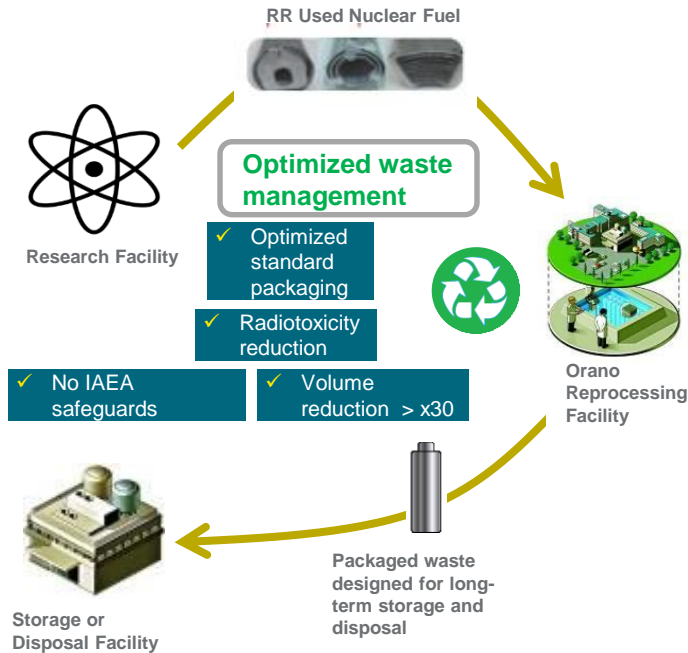 RR Used Nuclear Fuel
Optimized waste
management
Research Facility
✓ Optimized
standard
packaging
✓ Radiotoxicity
reduction
✓ No IAEA
safeguards
✓ Volume
reduction > x30
Orano
Reprocessing
Facility
Packaged waste
designed for long-
term storage and
disposal
Storage or
Disposal Facility